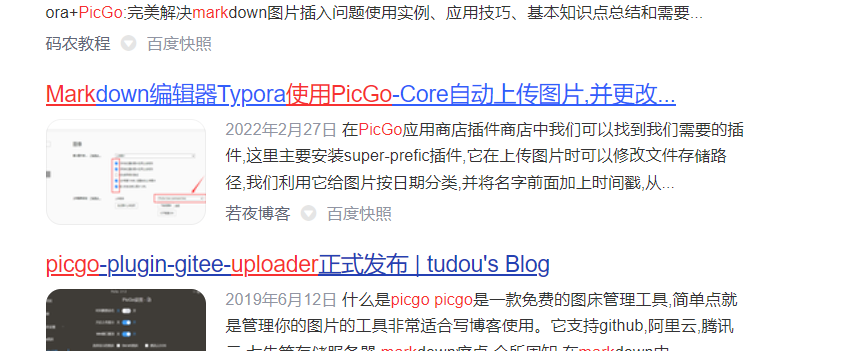 ora+PicGo:完美解决markdown图片插入问题使用实例、应用技巧、基本知识点总结和需要...
码农教程 百度快照
Markdown编辑器Typora使用PicGo-Core自动上传图片,并更改...
2022年2月27日 在PicGo应用商店插件商店中我们可以找到我们需要的插
件,这里主要安装super-prefic插件,它在上传图片时可以修改文件存储路
径,我们利用它给图片按日期分类,并将名字前面加上时间戳,从...
若夜博客 百度快照
picgo-plugin-gitee-uploader正式发布 | tudou's Blog
2019年6月12日 什么是picgo picgo是一款免费的图床管理工具,简单点就
是管理你的图片的工具非常适合写博客使用。它支持github,阿里云,腾讯